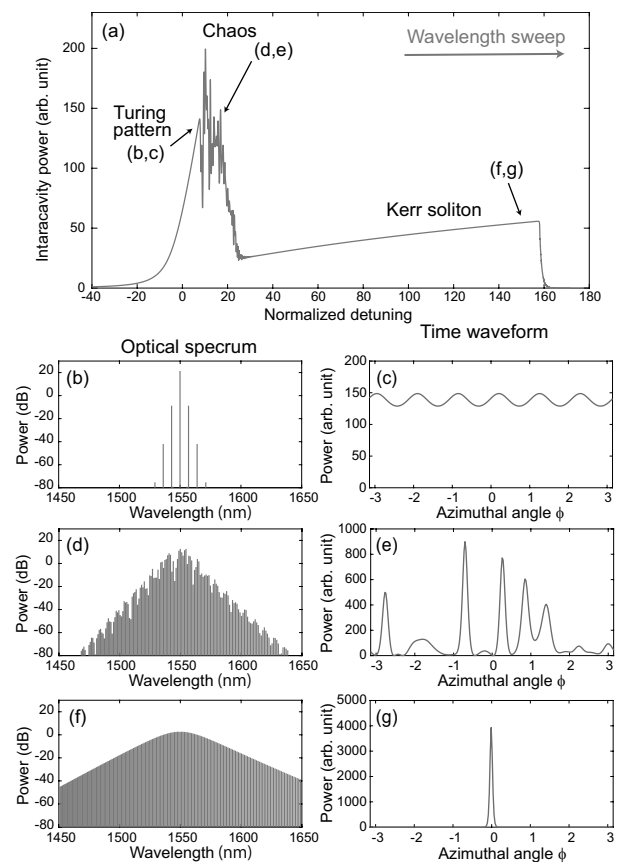 (a)
Chaos
(d,e)
Wavelength sweep
Turing
pattern
(b,c)
(f,g)
Kerr soliton
Intaracavity power (arb. unit)
200
150
100
50
0
-40 -20 0 20 40 60 80 100 120 140 160 180
Normalized detuning
Optical specrum
Time waveform
(b)
Power (dB)
20
0
-20
-40
-60
-80
1450 1500 1550 1600 1650
Wavelength (nm)
(c)
Power (arb. unit)
200
150
100
50
0
-3 -2 -1 0 1 2 3
Azimuthal angle ϕ
(d)
Power (dB)
20
0
-20
-40
-60
-80
1450 1500 1550 1600 1650
Wavelength (nm)
(e)
Power (arb. unit)
1000
800
600
400
200
0
-3 -2 -1 0 1 2 3
Azimuthal angle ϕ
(f)
Power (dB)
20
0
-20
-40
-60
-80
1450 1500 1550 1600 1650
Wavelength (nm)
(g)
Power (arb. unit)
5000
4000
3000
2000
1000
0
-3 -2 -1 0 1 2 3
Azimuthal angle ϕ